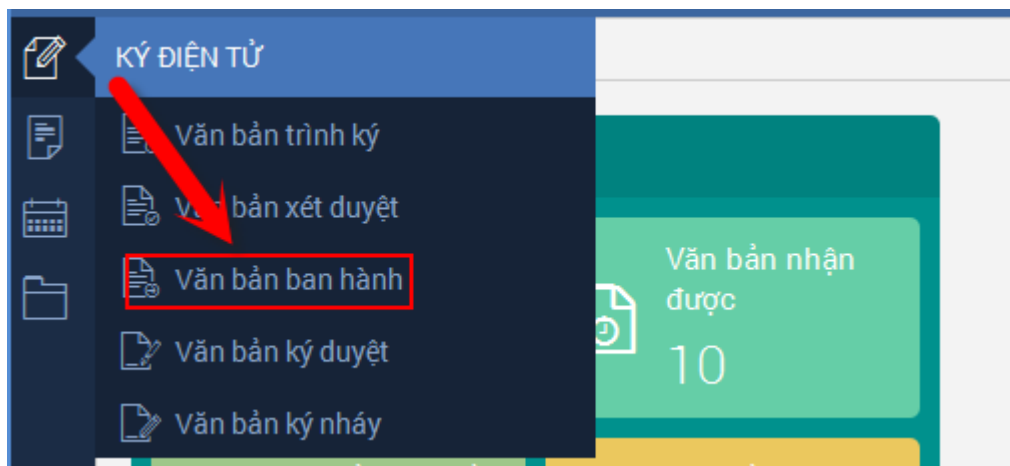 KÝ ĐIỆN TỬ
Văn bản trình ký
Văn bản xét duyệt
Văn bản ban hành
Văn bản ký duyệt
Văn bản ký nháy
Văn bản nhận
được
10